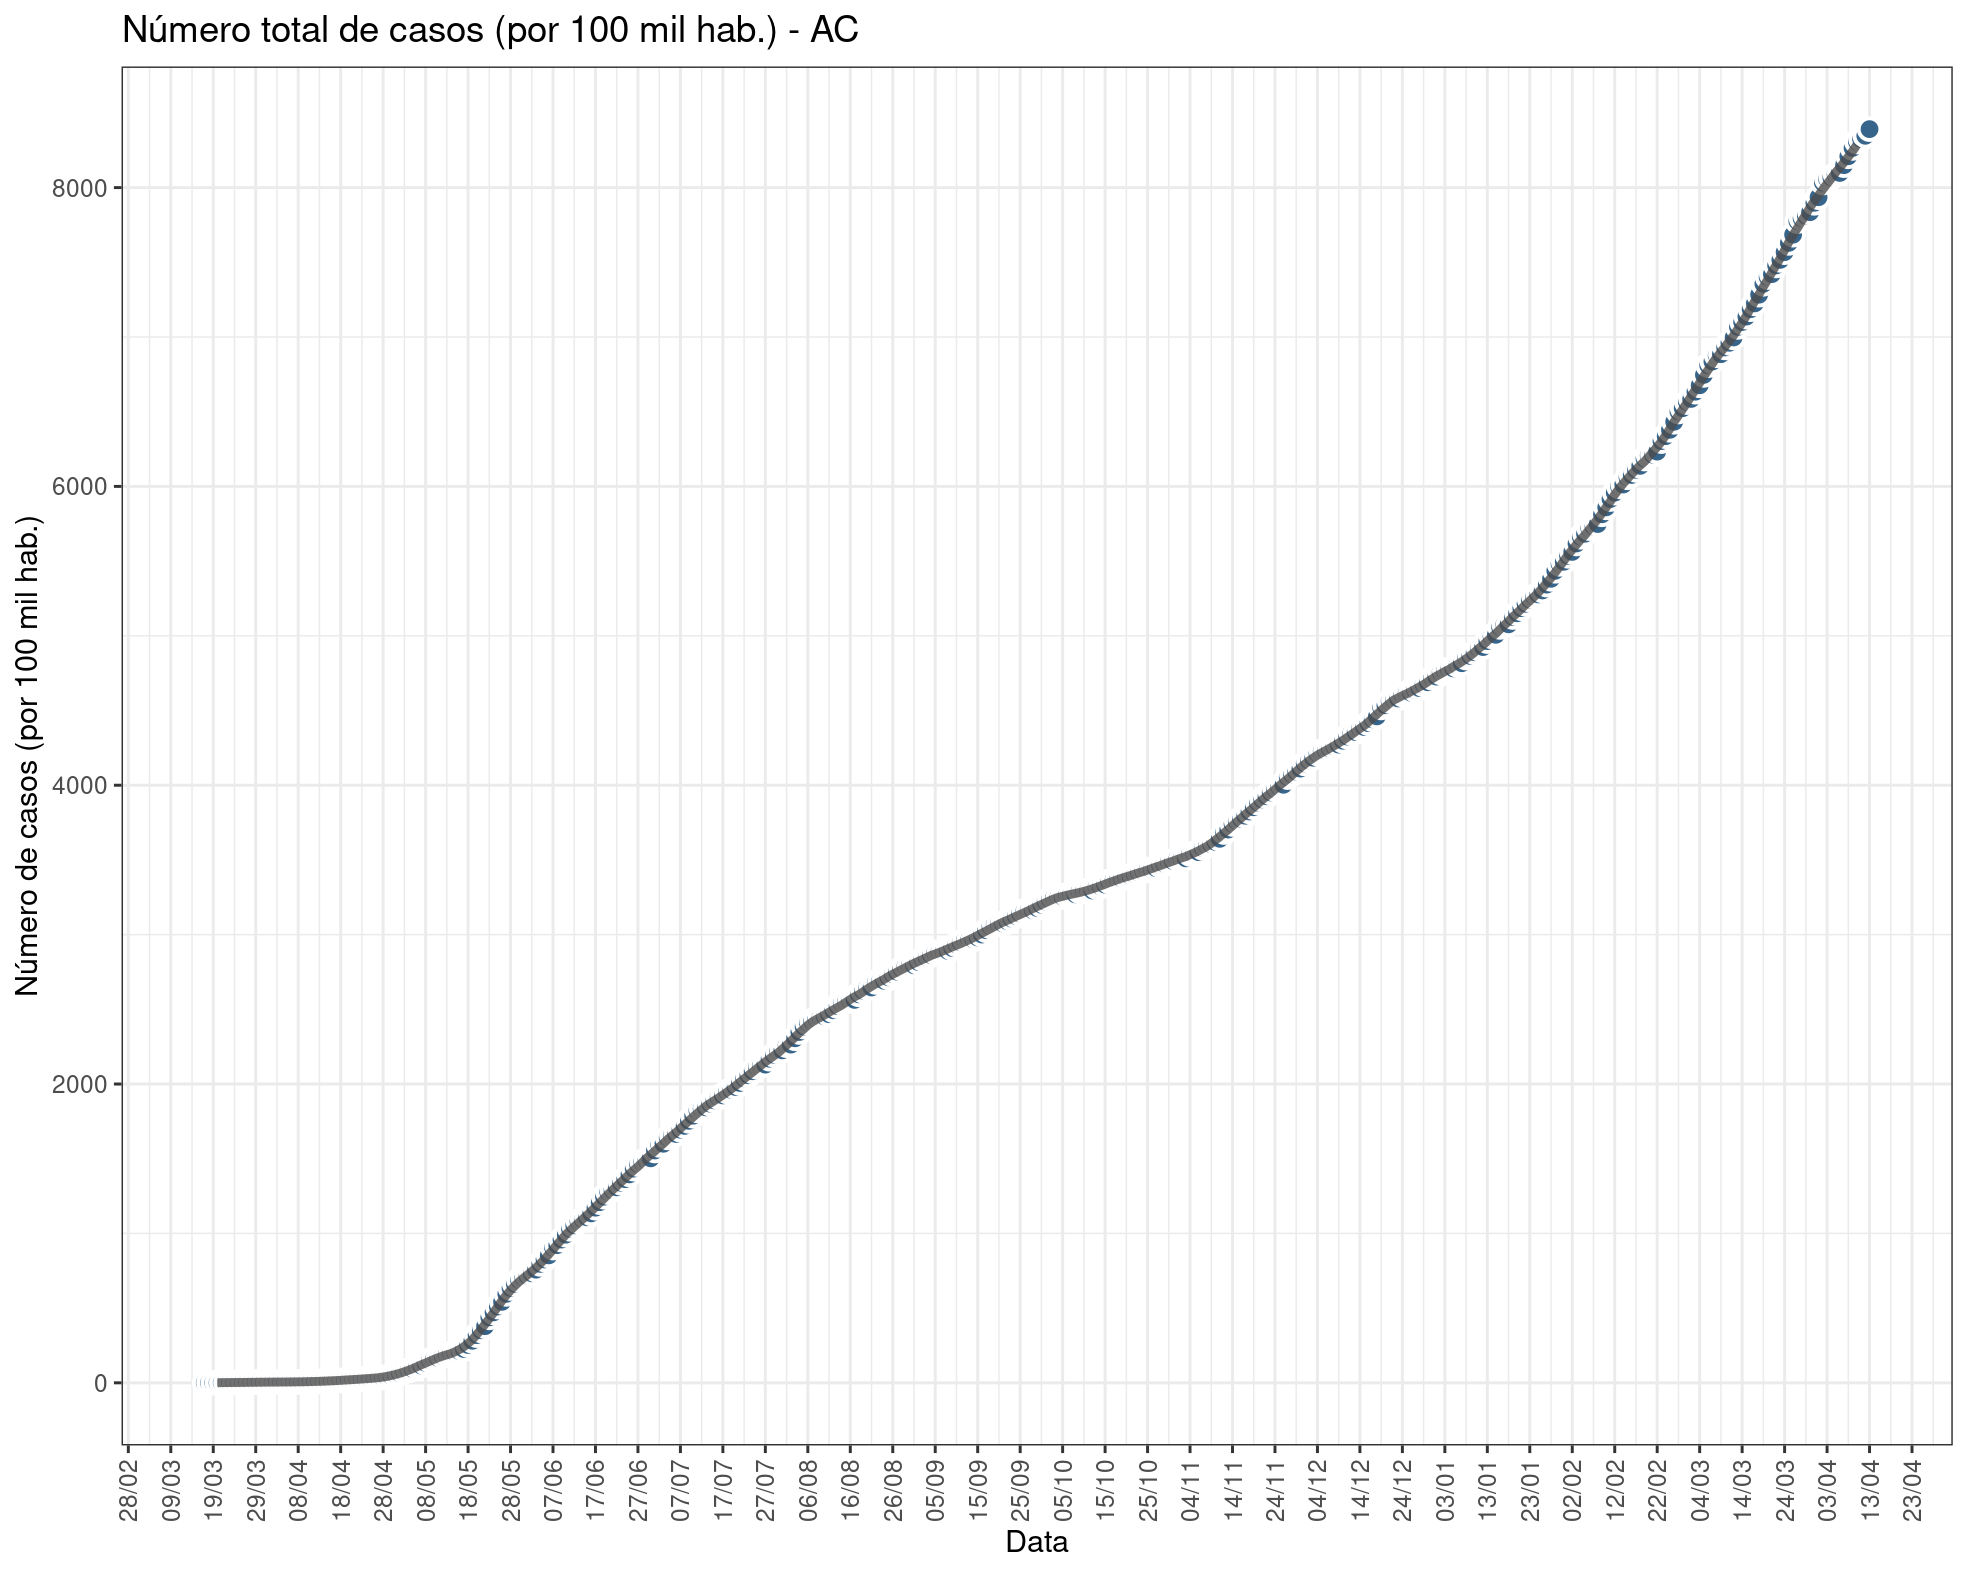 Número total de casos (por 100 mil hab.) - AC
Número de casos (por 100 mil hab.)
8000
6000
4000
2000
0
28/02 09/03 19/03 29/03 08/04 18/04 28/04 08/05 18/05 28/05 07/06 17/06 27/06 07/07 17/07 27/07 06/08 16/08 26/08 05/09 15/09 25/09 05/10 15/10 25/10 04/11 14/11 24/11 04/12 14/12 24/12 03/01 13/01 23/01 02/02 12/02 22/02 04/03 14/03 24/03 03/04 13/04 23/04
Data